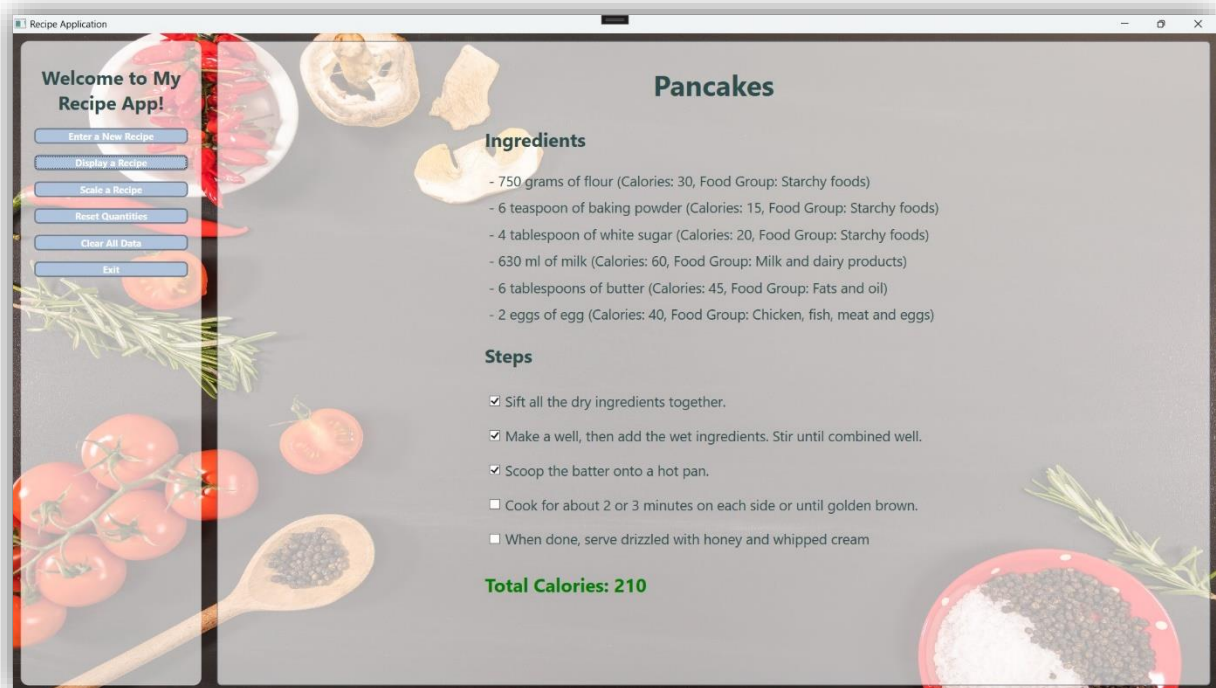 Recipe Application
Welcome to My
Recipe App!
Enter a New Recipe
Display a Recipe
Scale a Recipe
Reset Quantities
Clear All Data
Exit
Pancakes
Ingredients
- 750 grams of flour (Calories: 30, Food Group: Starchy foods)
- 6 teaspoon of baking powder (Calories: 15, Food Group: Starchy foods)
- 4 tablespoon of white sugar (Calories: 20, Food Group: Starchy foods)
- 630 ml of milk (Calories: 60, Food Group: Milk and dairy products)
- 6 tablespoons of butter (Calories: 45, Food Group: Fats and oil)
- 2 eggs of egg (Calories: 40, Food Group: Chicken, fish, meat and eggs)
Steps
Sift all the dry ingredients together.
Make a well, then add the wet ingredients. Stir until combined well.
Scoop the batter onto a hot pan.
Cook for about 2 or 3 minutes on each side or until golden brown.
When done, serve drizzled with honey and whipped cream
Total Calories: 210